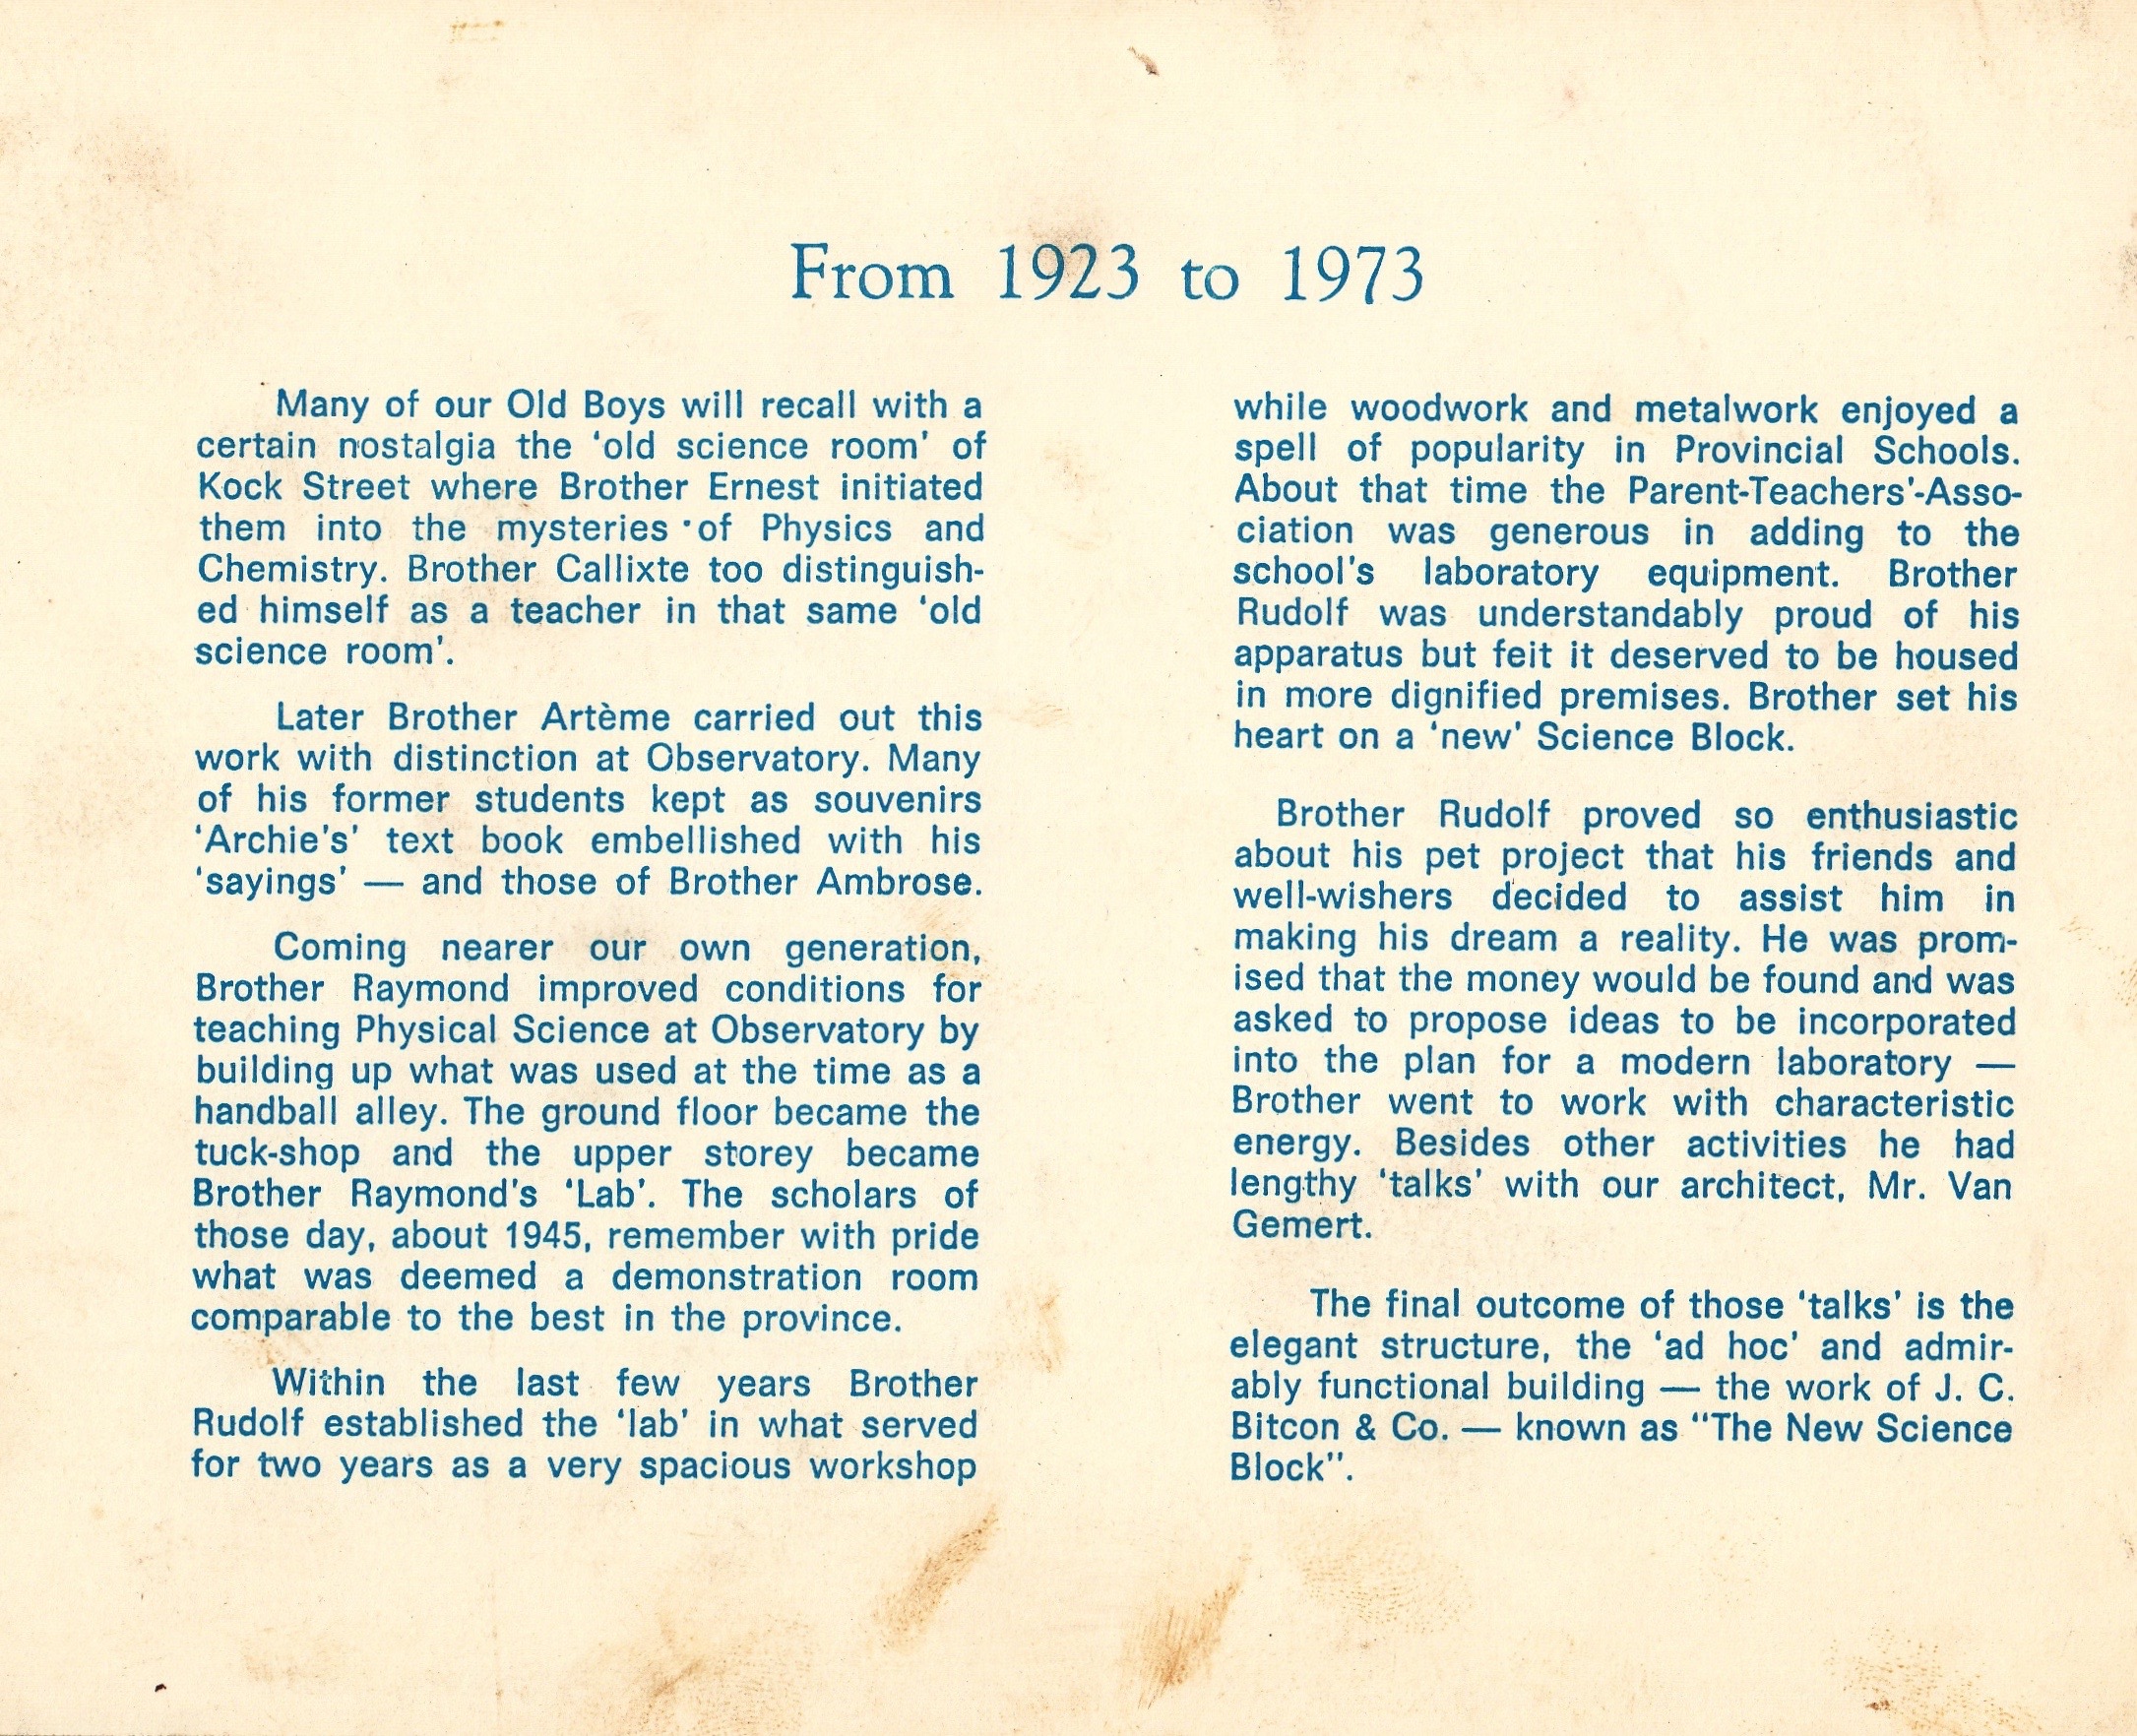 From 1923 to 1973
Many of our Old Boys will recall with a
certain nostalgia the ‘old science room’ of
Kock Street where Brother Ernest initiated
them into the mysteries of Physics and
Chemistry. Brother Callixte too distinguish-
ed himself as a teacher in that same ‘old
science room’.
Later Brother Artème carried out this
work with distinction at Observatory. Many
of his former students kept as souvenirs
‘Archie’s’ text book embellished with his
‘sayings’ — and those of Brother Ambrose.
Coming nearer our own generation,
Brother Raymond improved conditions for
teaching Physical Science at Observatory by
building up what was used at the time as a
handball alley. The ground floor became the
tuck-shop and the upper storey became
Brother Raymond's ‘Lab’. The scholars of
those day, about 1945, remember with pride
what was deemed a demonstration room
comparable to the best in the province.
Within the last few years Brother
Rudolf established the ‘lab’ in what served
for two years as a very spacious workshop
while woodwork and metalwork enjoyed a
spell of popularity in Provincial Schools.
About that time the Parent-Teachers'-Asso-
ciation was generous in adding to the
school's laboratory equipment. Brother
Rudolf was understandably proud of his
apparatus but feit it deserved to be housed
in more dignified premises. Brother set his
heart on a ‘new’ Science Block.
Brother Rudolf proved so enthusiastic
about his pet project that his friends and
well-wishers decided to assist him in
making his dream a reality. He was prom-
ised that the money would be found and was
asked to propose ideas to be incorporated
into the plan for a modern laboratory —
Brother went to work with characteristic
energy. Besides other activities he had
lengthy ‘talks’ with our architect, Mr. Van
Gemert.
The final outcome of those ‘talks’ is the
elegant structure, the ‘ad hoc’ and admir-
ably functional building — the work of J. C.
Bitcon & Co. — known as “The New Science
Block”.